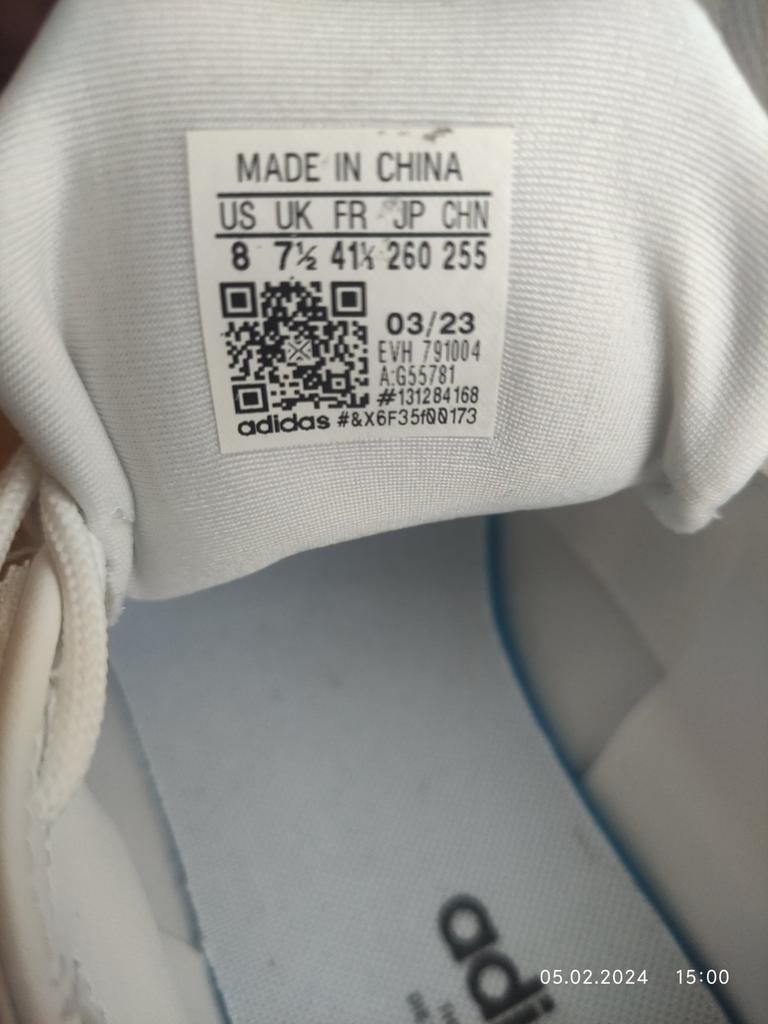 MADE IN CHINA
US UK FR JP CHN
8 7½ 41⅓ 260 255
03/23
EVH 791004
A:G55781
#131284168
adidas #&X6F35f00173
adi
05.02.2024 15:00